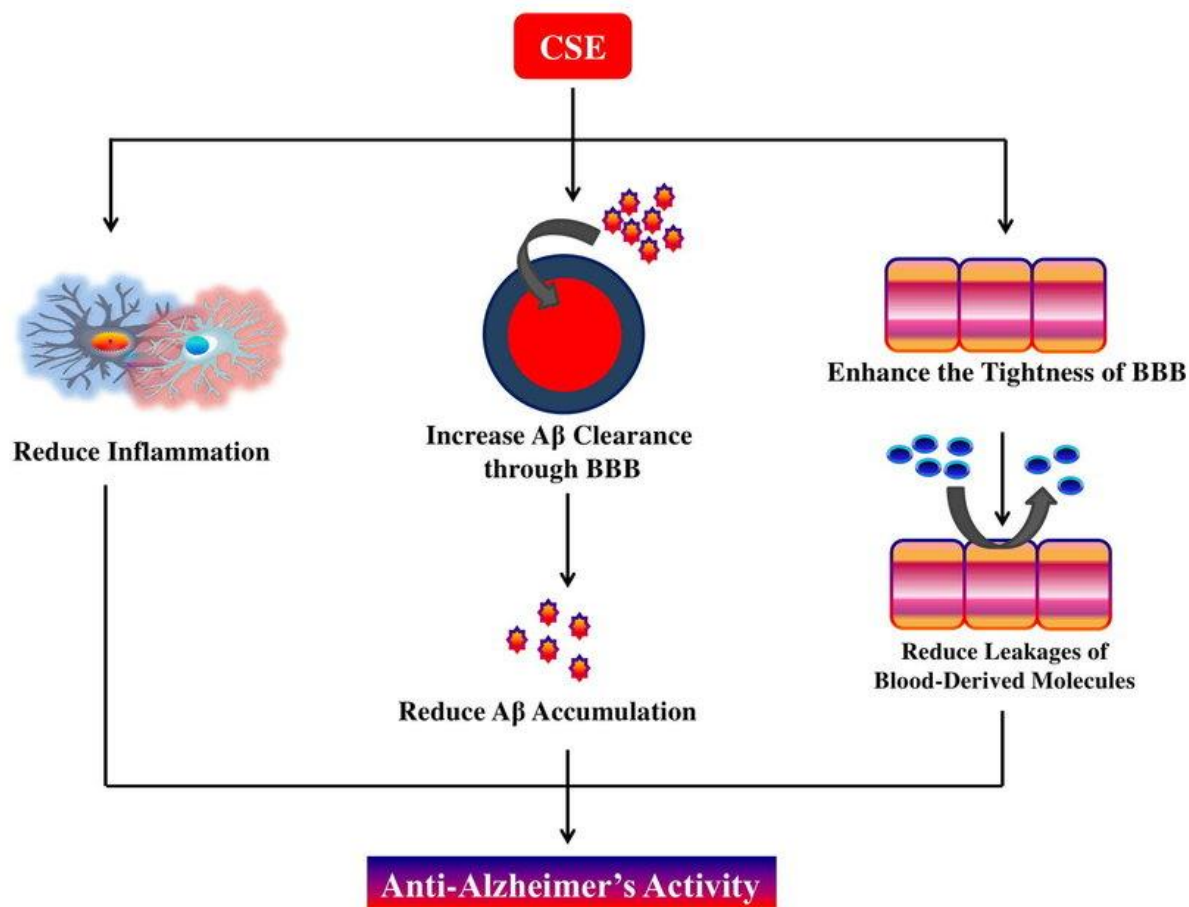 CSE
Reduce Inflammation
Increase Aβ Clearance
through BBB
Reduce Aβ Accumulation
Enhance the Tightness of BBB
Reduce Leakages of
Blood-Derived Molecules
Anti-Alzheimer’s Activity